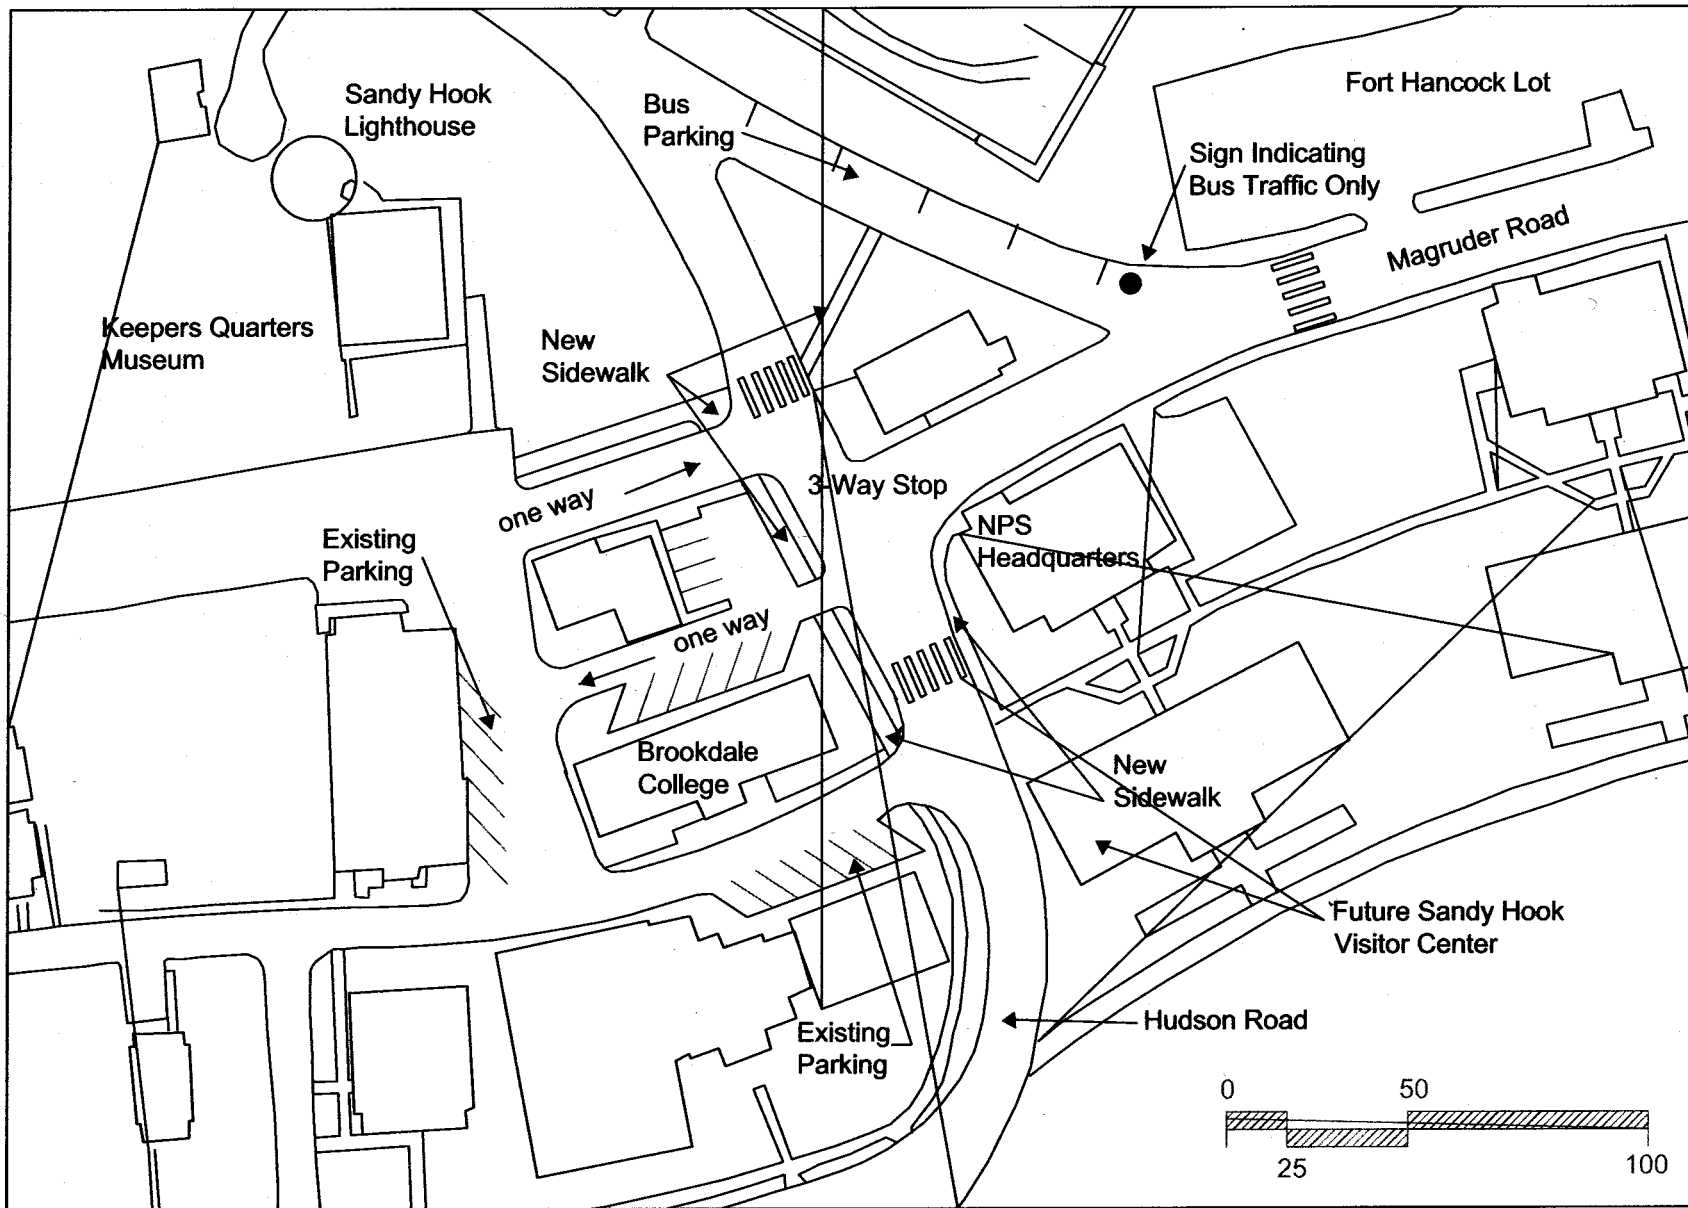 Fort Hancock Lot
Sandy Hook
Lighthouse
Bus
Parking
Sign Indicating
Bus Traffic Only
Magruder Road
Keepers Quarters
Museum
New
Sidewalk
3-Way Stop
one way
NPS
Headquarters
Existing
Parking
one way
Brookdale
College
New
Sidewalk
Future Sandy Hook
Visitor Center
Existing
Parking
Hudson Road
0 50
25 100